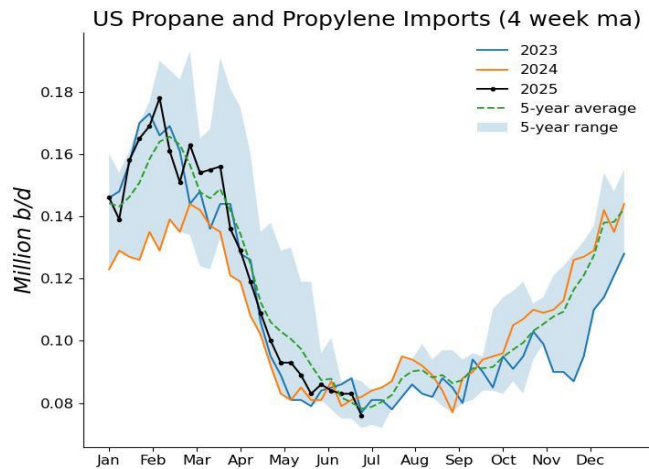 US Propane and Propylene Imports (4 week ma)
2023
2024
2025
5-year average
5-year range
Million b/d
0.18
0.16
0.14
0.12
0.10
0.08
Jan Feb Mar Apr May Jun Jul Aug Sep Oct Nov Dec